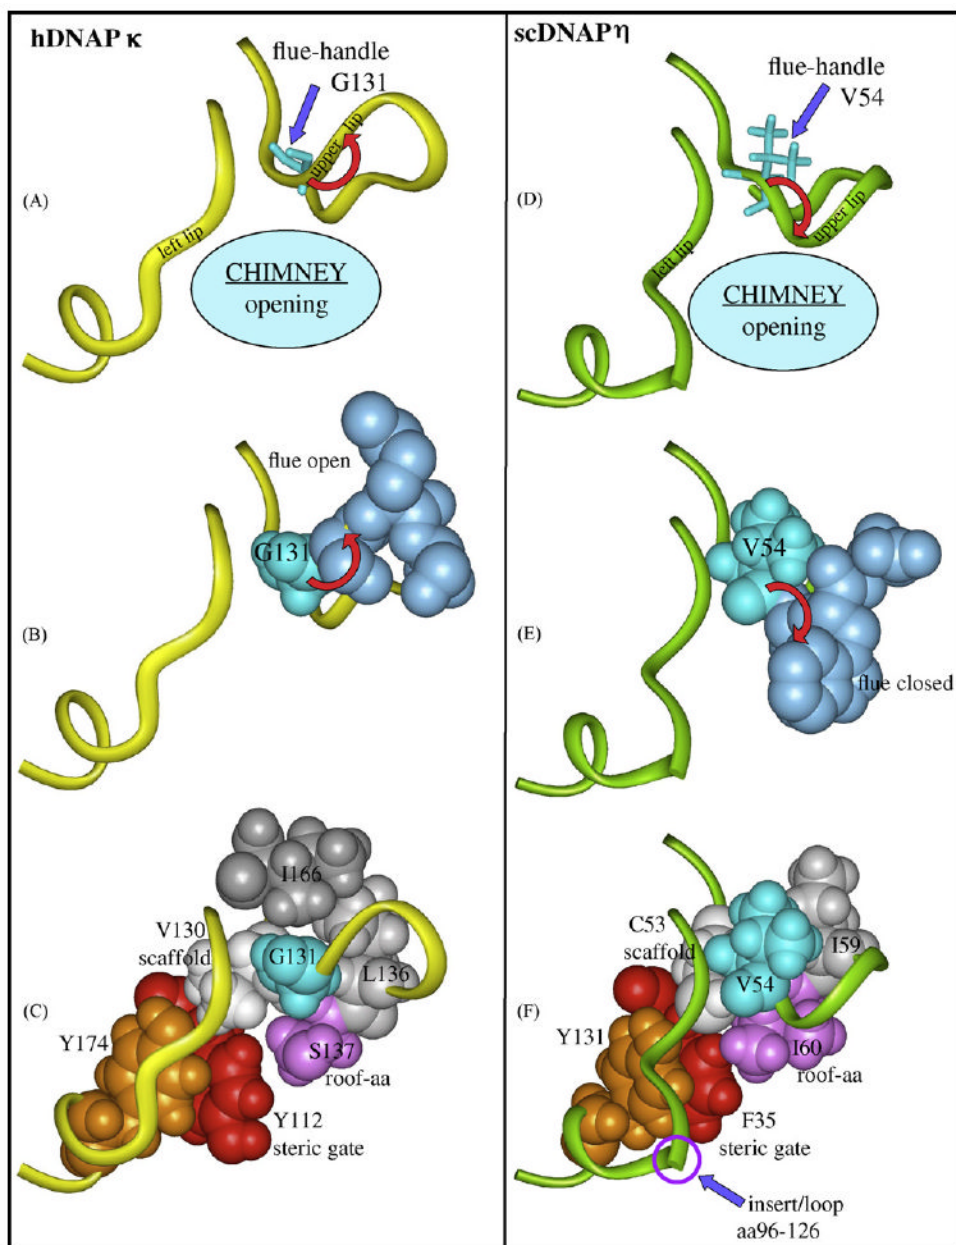 hDNAP κ
flue-handle
G131
upper lip
(A)
left lip
CHIMNEY
opening
flue open
G131
(B)
I166
V130
scaffold
G131
L136
(C)
Y174
S137
roof-aa
Y112
steric gate
scDNAP η
flue-handle
V54
(D)
upper lip
left lip
CHIMNEY
opening
V54
(E)
flue closed
C53
scaffold
I59
V54
(F)
Y131
I60
roof-aa
F35
steric gate
insert/loop
aa96-126